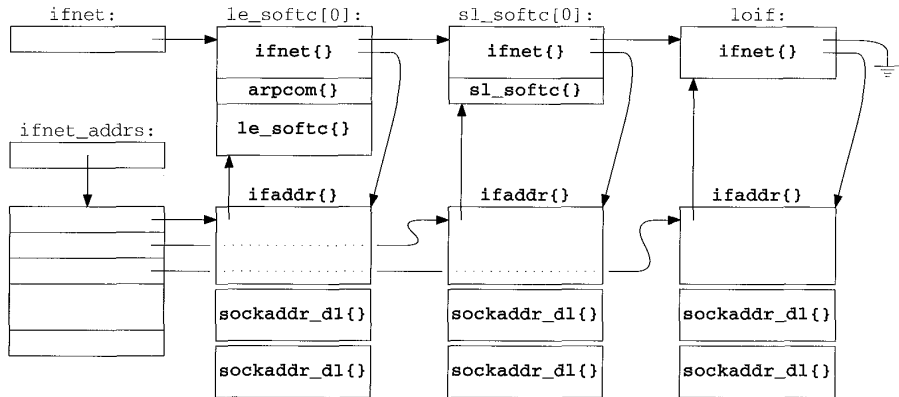 ifnet: le_softc[0]: sl_softc[0]: loif:
ifnet{} ifnet{} ifnet{}
arpcom{} sl_softc{}
le_softc{}
ifnet_addrs:
ifaddr{} ifaddr{} ifaddr{}
sockaddr_dl{} sockaddr_dl{} sockaddr_dl{}
sockaddr_dl{} sockaddr_dl{} sockaddr_dl{}